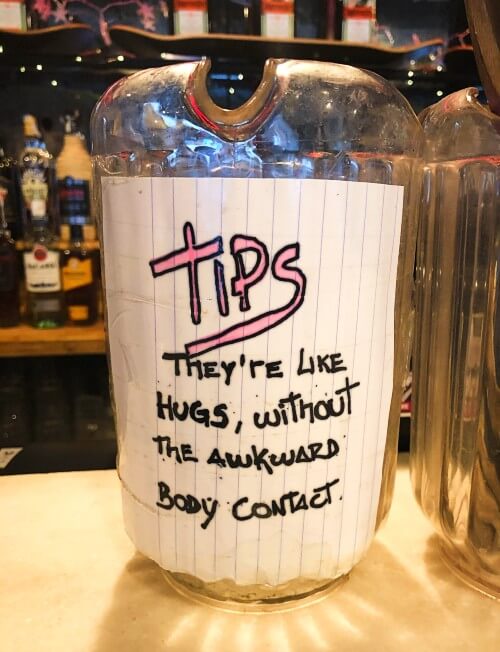 TiPS
THEY'rE LIKE
HUGS, wiTHOUT
THE AWKWARD
BODY CONTACT.